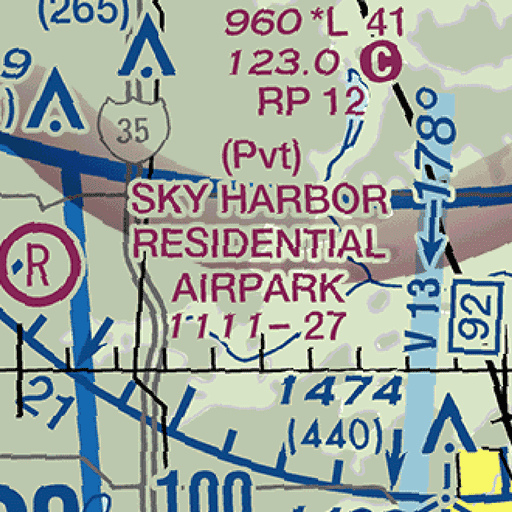 (265)
960 *L 41
123.0 C
RP 12
9
)
35
178°
(Pvt)
SKY HARBOR
RESIDENTIAL
AIRPARK
1111 - 27
R
V 13
92
21
1474
(440)
100